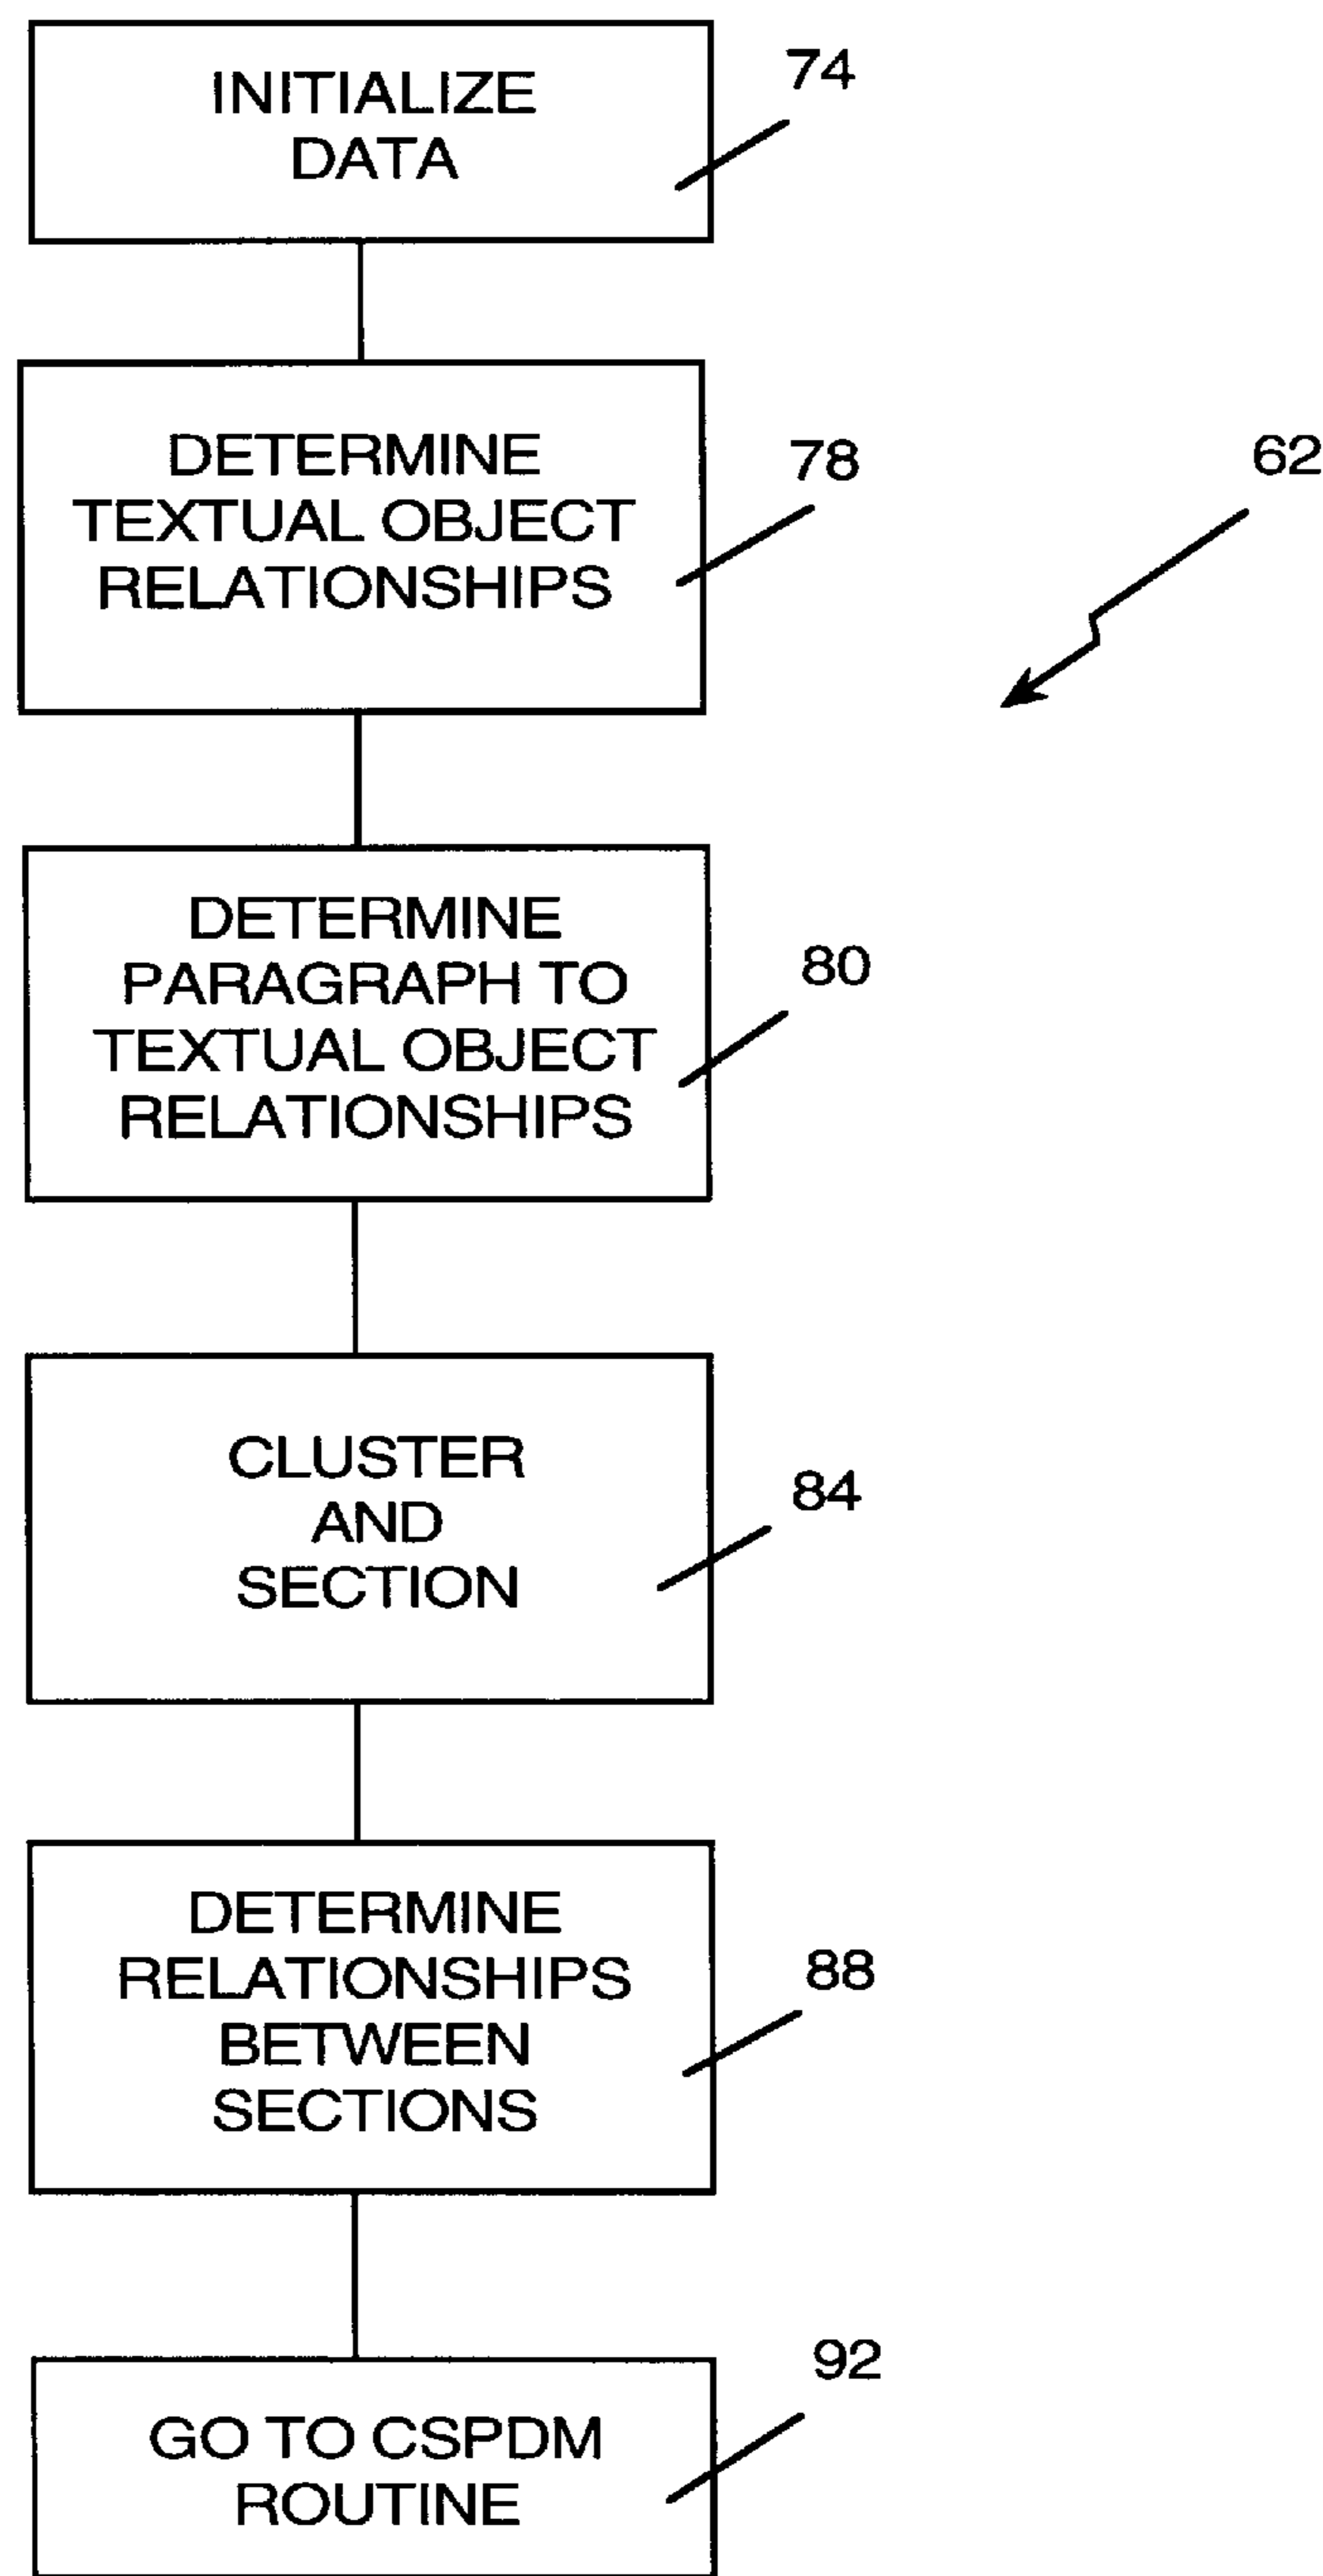 INITIALIZE
DATA
74
DETERMINE
TEXTUAL OBJECT
RELATIONSHIPS
78
62
DETERMINE
PARAGRAPH TO
TEXTUAL OBJECT
RELATIONSHIPS
80
CLUSTER
AND
SECTION
84
DETERMINE
RELATIONSHIPS
BETWEEN
SECTIONS
88
GO TO CSPDM
ROUTINE
92